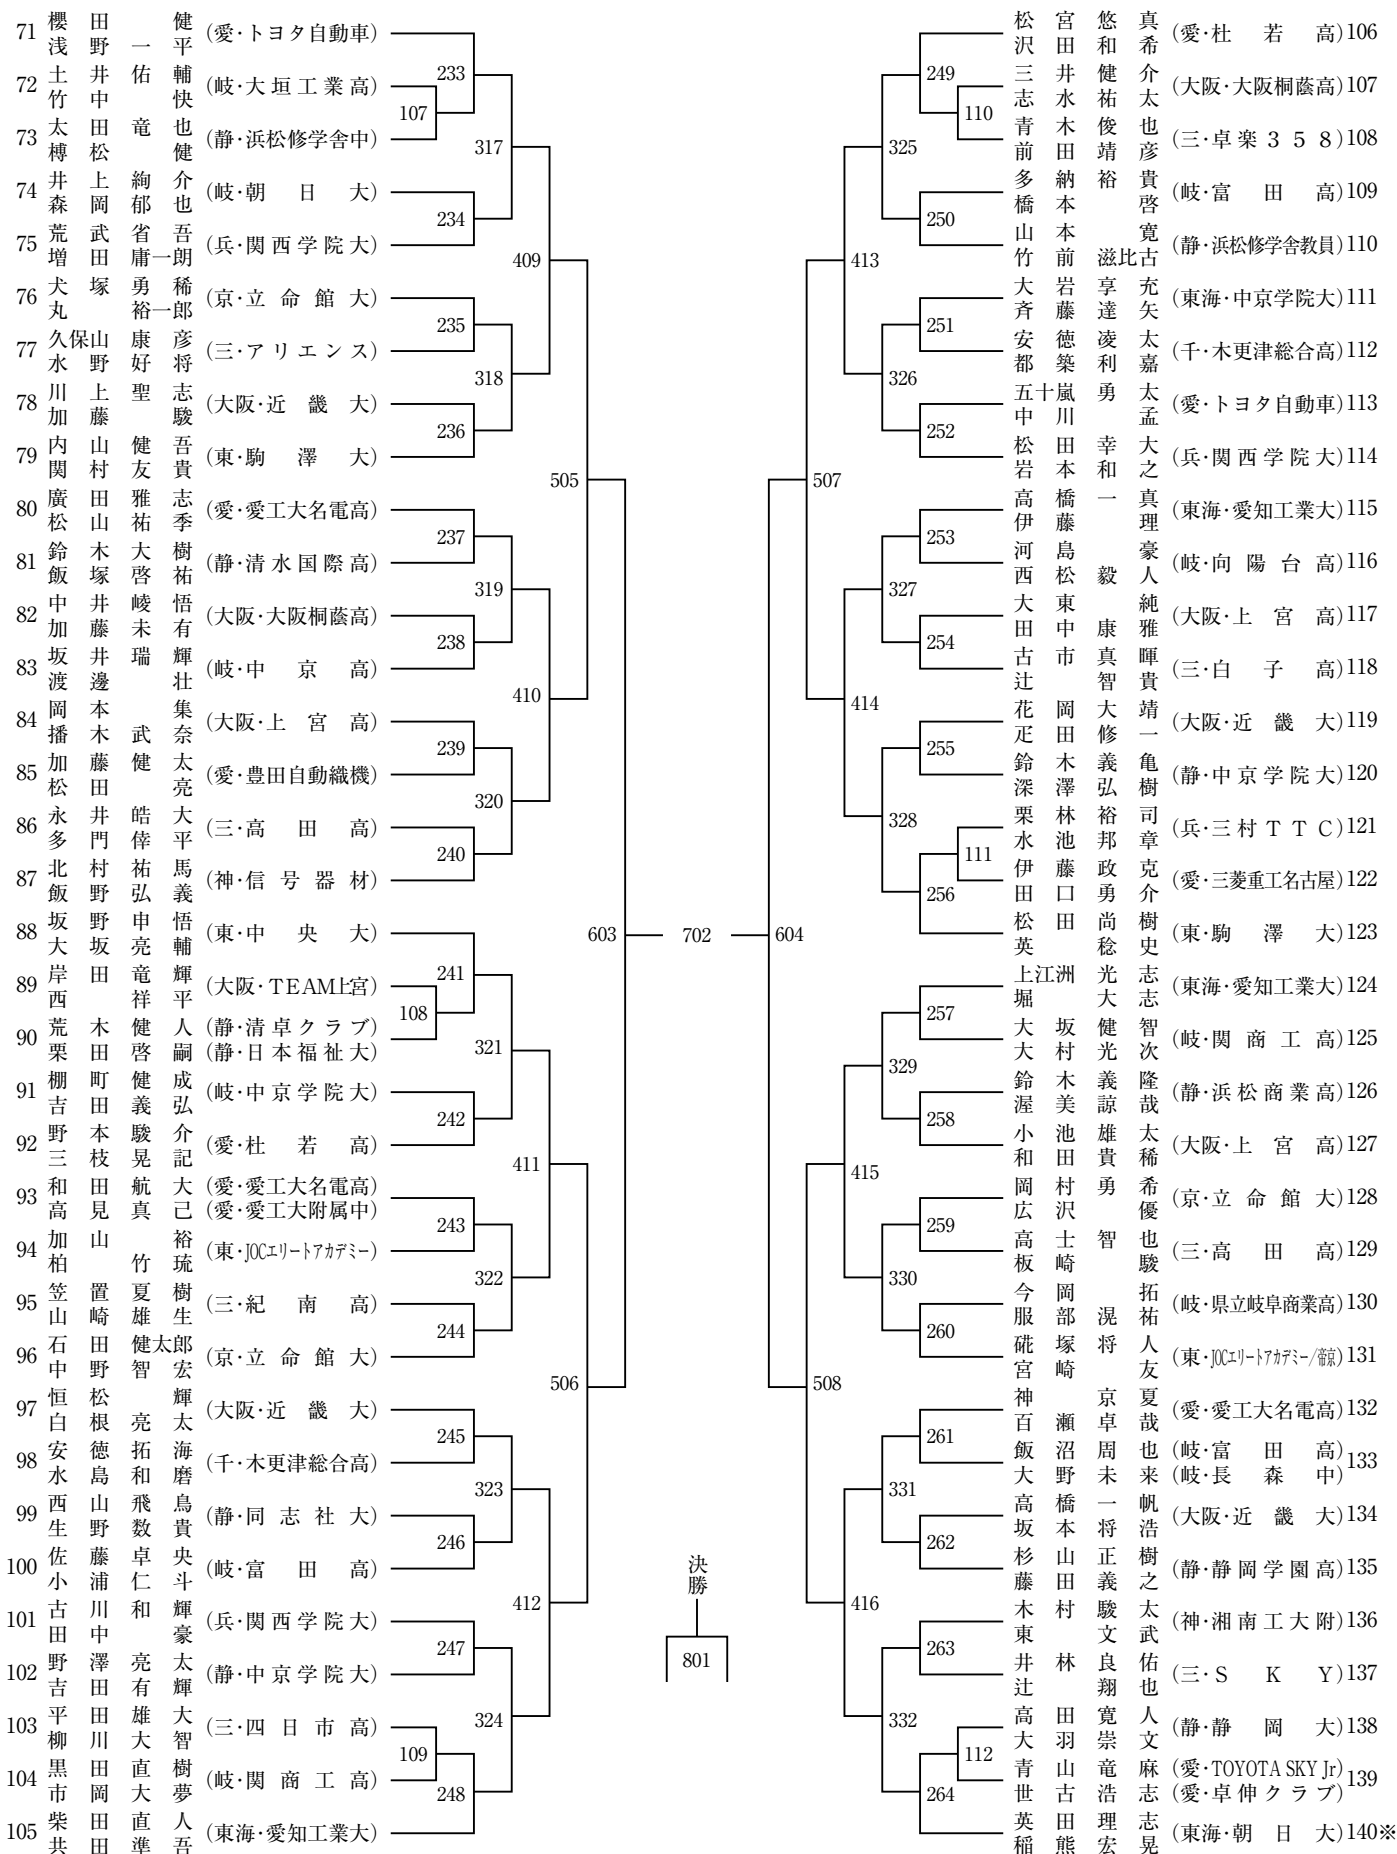 71 櫻田健 浅野一平 (愛・トヨタ自動車)
72 土井佑輔 竹中快 (岐・大垣工業高)
73 太田竜也 榑松健 (静・浜松修学舎中)
74 井上絢介 森岡郁也 (岐・朝日大)
75 荒武省吾 増田庸一朗 (兵・関西学院大)
76 犬塚勇稀 丸裕一郎 (京・立命館大)
77 久保山康彦 水野好将 (三・アリエンス)
78 川上聖志 加藤駿 (大阪・近畿大)
79 内山健吾 関村友貴 (東・駒澤大)
80 廣田雅志 松山祐季 (愛・愛工大名電高)
81 鈴木大樹 飯塚啓祐 (静・清水国際高)
82 中井崚悟 加藤未有 (大阪・大阪桐蔭高)
83 坂井瑞輝 渡邊壮 (岐・中京高)
84 岡本集 播木武奈 (大阪・上宮高)
85 加藤健太 松田亮 (愛・豊田自動織機)
86 永井皓大 多門倖平 (三・高田高)
87 北村祐馬 飯野弘義 (神・信号器材)
88 坂野申悟 大坂亮輔 (東・中央大)
89 岸田竜輝 西祥平 (大阪・TEAM上宮)
90 荒木健人 (静・清卓クラブ) 栗田啓嗣 (静・日本福祉大)
91 棚町健成 吉田義弘 (岐・中京学院大)
92 野本駿介 三枝晃記 (愛・杜若高)
93 和田航大 (愛・愛工大名電高) 高見真己 (愛・愛工大附属中)
94 加山裕 柏竹琉 (東・JOCエリートアカデミー)
95 笠置夏樹 山崎雄生 (三・紀南高)
96 石田健太郎 中野智宏 (京・立命館大)
97 恒松輝 白根亮太 (大阪・近畿大)
98 安徳拓海 水島和磨 (千・木更津総合高)
99 西山飛鳥 生野数貴 (静・同志社大)
100 佐藤卓央 小浦仁斗 (岐・富田高)
101 古川和輝 田中豪 (兵・関西学院大)
102 野澤亮太 吉田有輝 (静・中京学院大)
103 平田雄大 柳川大智 (三・四日市高)
104 黒田直樹 市岡大夢 (岐・関商工高)
105 柴田直人 共田準吾 (東海・愛知工業大)
107
108
109
233
234
235
236
237
238
239
240
241
242
243
244
245
246
247
248
317
318
319
320
321
322
323
324
409
410
411
412
505
506
603
702
604
決勝
801
507
508
413
414
415
416
325
326
327
328
329
330
331
332
249
250
251
252
253
254
255
256
257
258
259
260
261
262
263
264
110
111
112
松宮悠真 沢田和希 (愛・杜若高) 106
三井健介 志水祐太 (大阪・大阪桐蔭高) 107
青木俊也 前田靖彦 (三・卓楽358) 108
多納裕貴 橋本啓 (岐・富田高) 109
山本寛 竹前滋比古 (静・浜松修学舎教員) 110
大岩享充 斉藤達矢 (東海・中京学院大) 111
安徳凌太 都築利嘉 (千・木更津総合高) 112
五十嵐勇太 中川孟 (愛・トヨタ自動車) 113
松田幸大 岩本和之 (兵・関西学院大) 114
高橋一真 伊藤理 (東海・愛知工業大) 115
河島豪 西松毅人 (岐・向陽台高) 116
大東純 田中康雅 (大阪・上宮高) 117
古市真暉 辻智貴 (三・白子高) 118
花岡大靖 疋田修一 (大阪・近畿大) 119
鈴木義亀 深澤弘樹 (静・中京学院大) 120
栗林裕司 水池邦章 (兵・三村TTC) 121
伊藤政克 田口勇介 (愛・三菱重工名古屋) 122
松田尚樹 英稔史 (東・駒澤大) 123
上江洲光志 堀大志 (東海・愛知工業大) 124
大坂健智 大村光次 (岐・関商工高) 125
鈴木義隆 渥美諒哉 (静・浜松商業高) 126
小池雄太 和田貴稀 (大阪・上宮高) 127
岡村勇希 広沢優 (京・立命館大) 128
高士智也 板崎駿 (三・高田高) 129
今岡拓 服部滉祐 (岐・県立岐阜商業高) 130
硴塚将人 宮崎友 (東・JOCエリートアカデミー/帝京) 131
神京夏 百瀬卓哉 (愛・愛工大名電高) 132
飯沼周也 (岐・富田高) 大野未来 (岐・長森中) 133
高橋一帆 坂本将浩 (大阪・近畿大) 134
杉山正樹 藤田義之 (静・静岡学園高) 135
木村駿太 東文武 (神・湘南工大附) 136
井林良佑 辻翔也 (三・SKY) 137
高田寛人 大羽崇文 (静・静岡大) 138
青山竜麻 (愛・TOYOTA SKY Jr) 世古浩志 (愛・卓伸クラブ) 139
英田理志 稲熊宏晃 (東海・朝日大) 140※